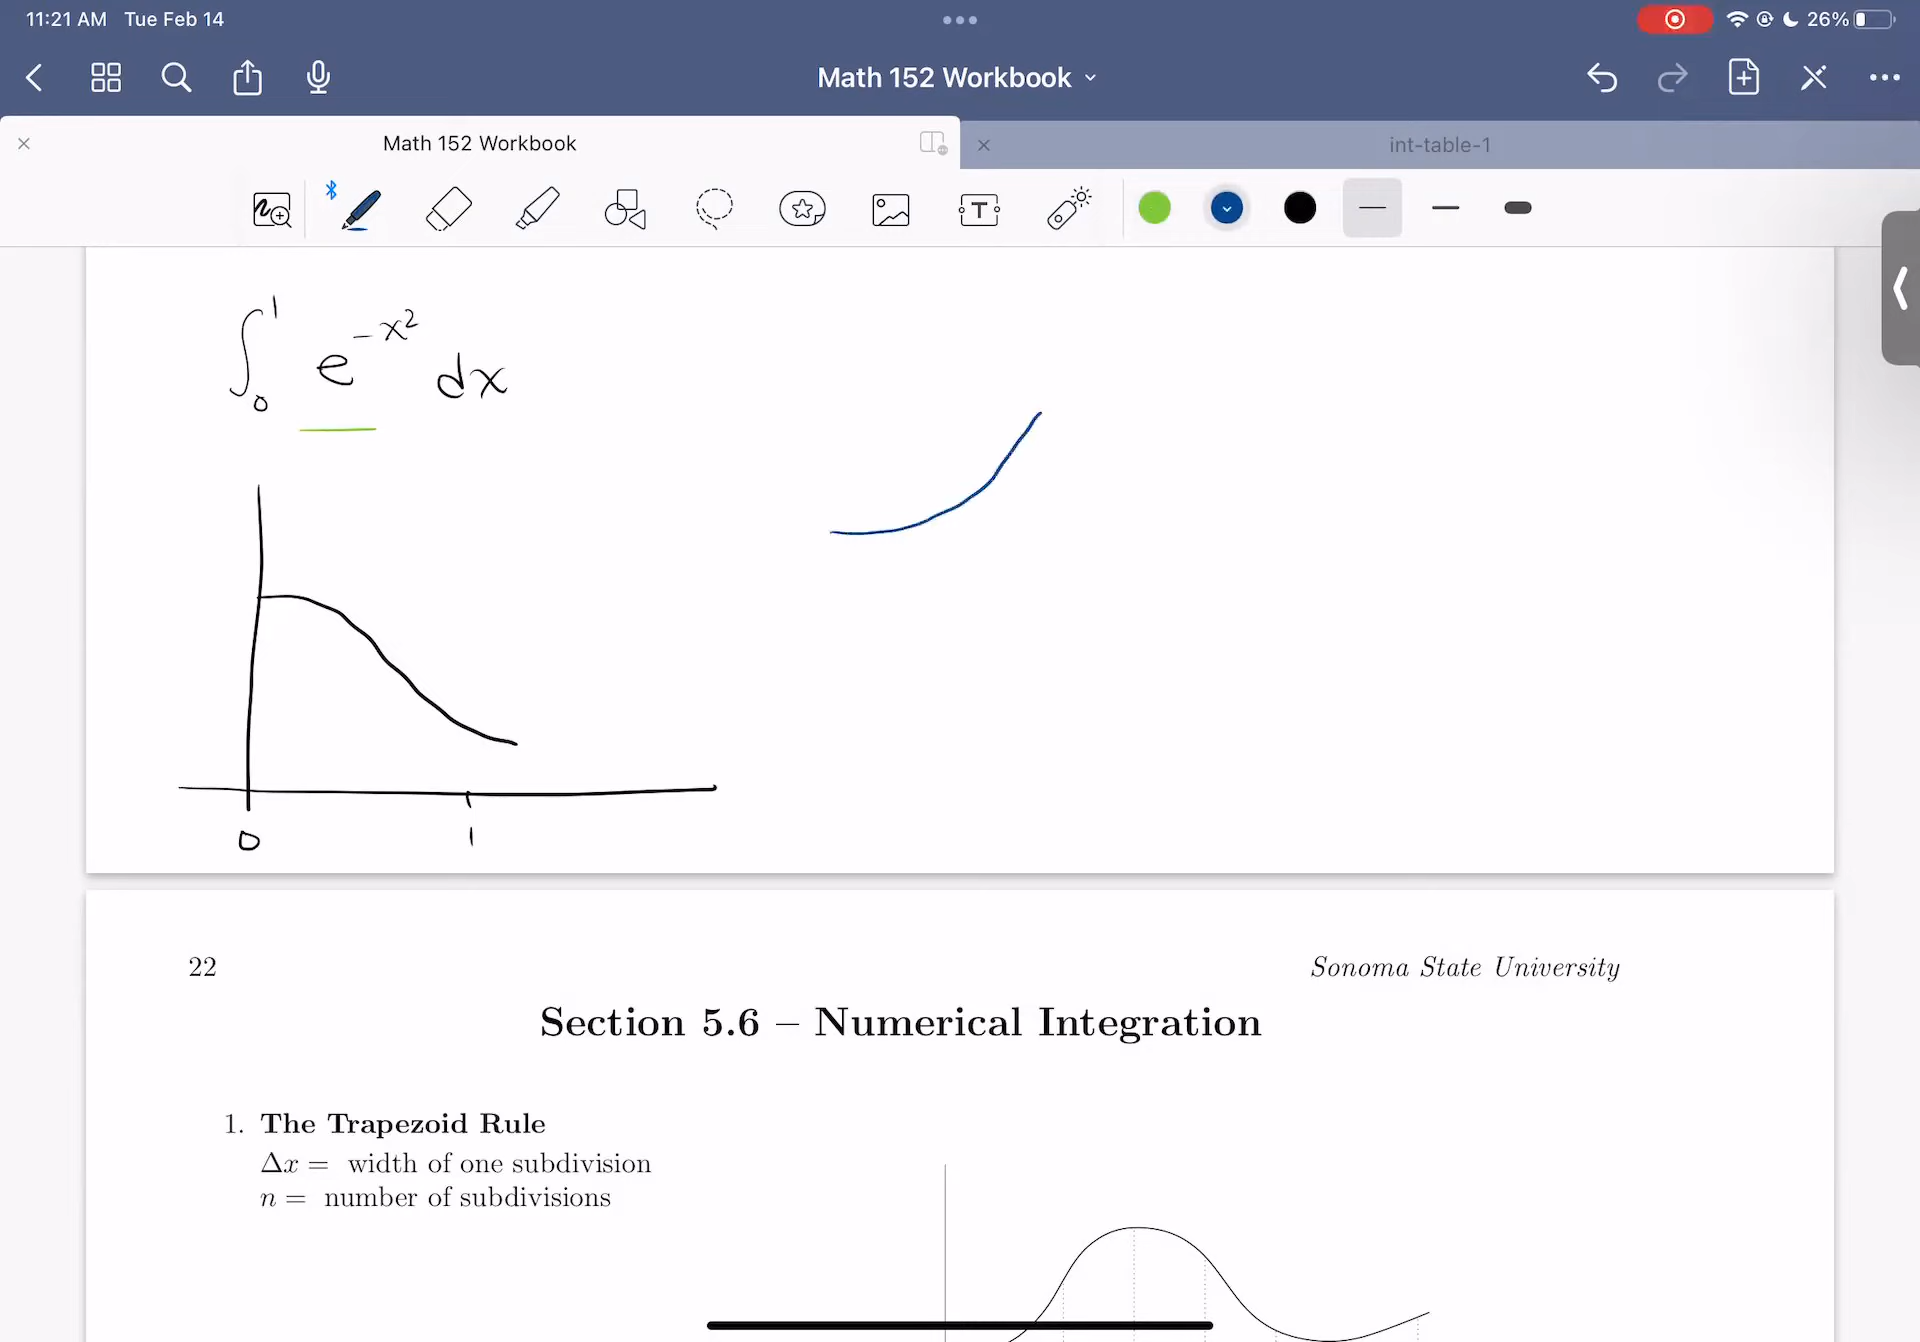 11:21 AM Tue Feb 14 26%
Math 152 Workbook
Math 152 Workbook int-table-1
∫₀¹ e^{-x²} dx
0 1
22 Sonoma State University
Section 5.6 – Numerical Integration
1. The Trapezoid Rule
Δx = width of one subdivision
n = number of subdivisions